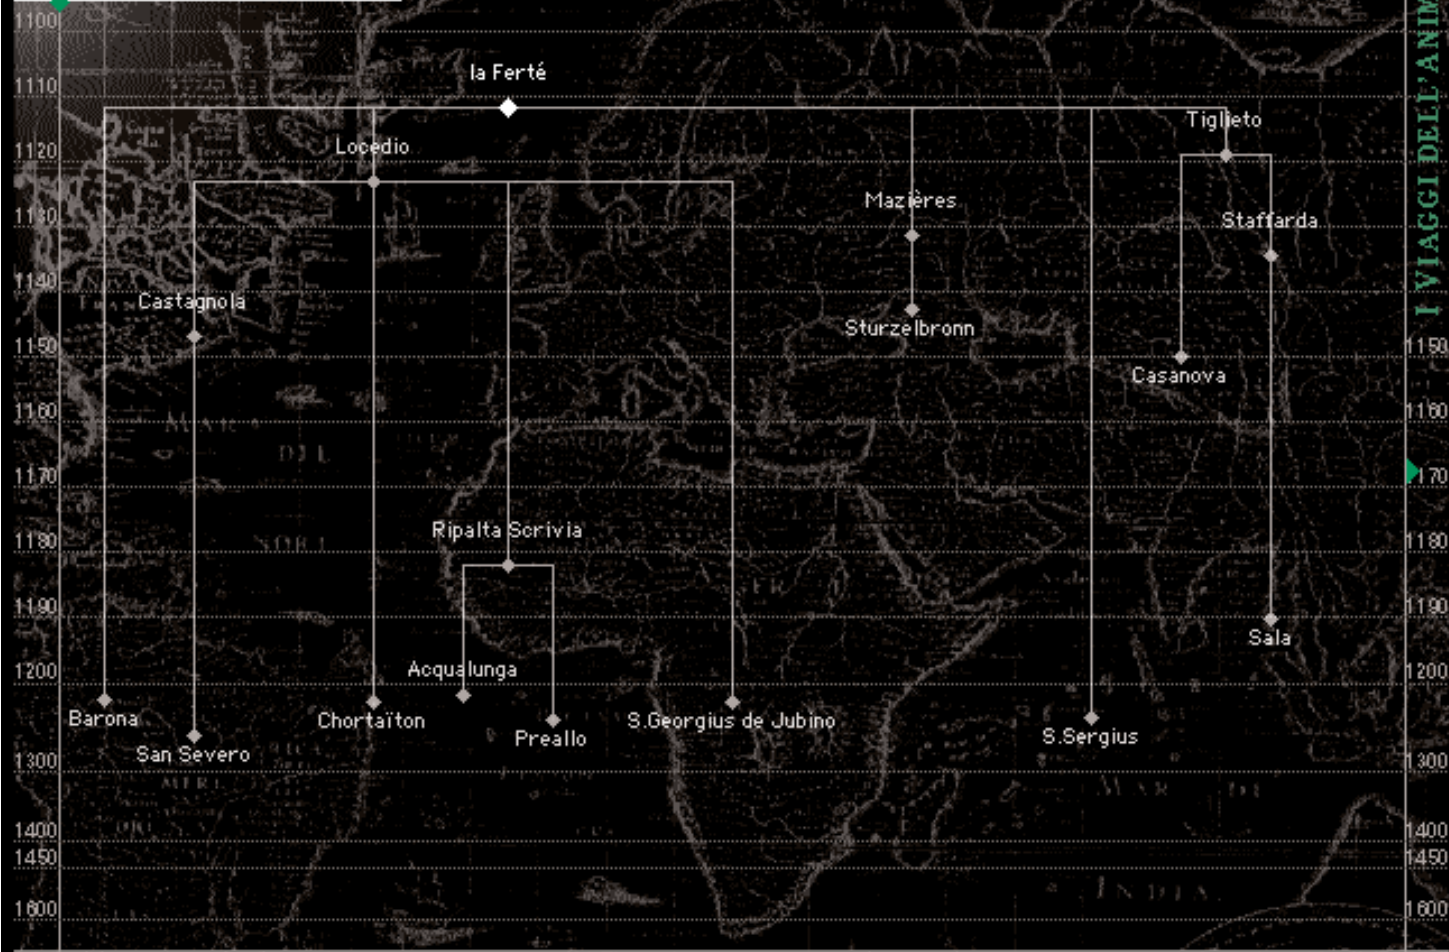 1100
la Ferté
1110
Tiglieto
1120
Locedio
Mazières
1130
Staffarda
1140
Castagnola
Sturzelbronn
1150
1150
Casanova
1160
1160
1170
1170
Ripalta Scrivia
1180
1180
1190
1190
Sala
1200
Acqualunga
1200
Barona
Chortaïton
S.Georgius de Jubino
San Severo
Preallo
S.Sergius
1300
1300
1400
1400
1450
1450
1600
1600
I VIAGGI DELL'ANIM
INDIA